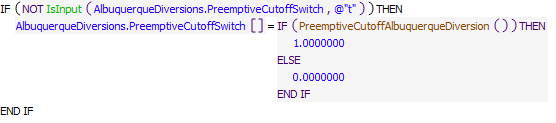 IF ( NOT IsInput ( AlbuquerqueDiversions.PreemptiveCutoffSwitch , @"t" ) ) THEN
AlbuquerqueDiversions.PreemptiveCutoffSwitch [ ] = IF ( PreemptiveCutoffAlbuquerqueDiversion ( ) ) THEN
1.0000000
ELSE
0.0000000
END IF
END IF